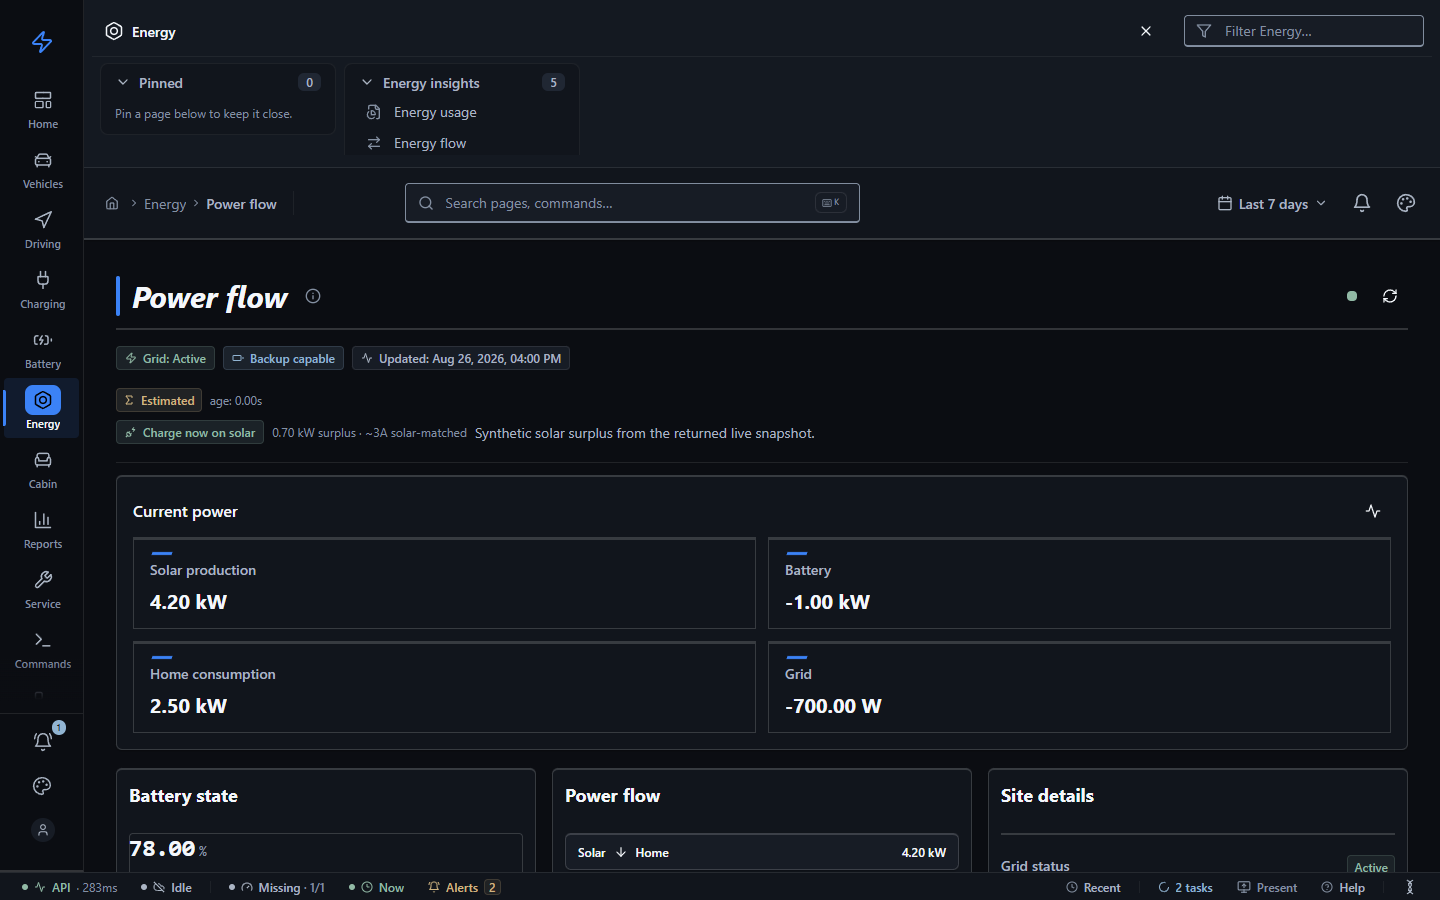 Energy
Filter Energy...
Pinned
0
Pin a page below to keep it close.
Energy insights
5
Energy usage
Energy flow
Home
Vehicles
Driving
Charging
Battery
Energy
Cabin
Reports
Service
Commands
1
Energy
Power flow
Search pages, commands...
K
Last 7 days
Power flow
Grid: Active
Backup capable
Updated: Aug 26, 2026, 04:00 PM
Estimated
age: 0.00s
Charge now on solar
0.70 kW surplus · ~3A solar-matched
Synthetic solar surplus from the returned live snapshot.
Current power
Solar production
4.20 kW
Battery
-1.00 kW
Home consumption
2.50 kW
Grid
-700.00 W
Battery state
78.00 %
Power flow
Solar ↓ Home
4.20 kW
Site details
Grid status
Active
API · 283ms
Idle
Missing · 1/1
Now
Alerts 2
Recent
2 tasks
Present
Help